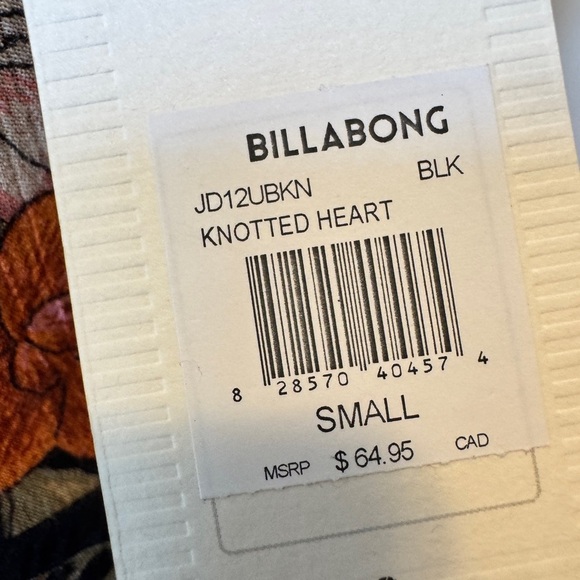 BILLABONG
JD12UBKN BLK
KNOTTED HEART
8 28570 40457 4
SMALL
MSRP $64.95 CAD